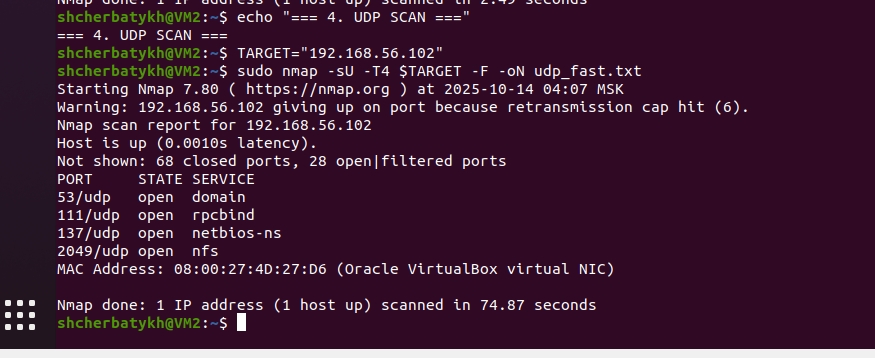 Nmap done: 1 IP address (1 host up) scanned in 2.49 seconds
shcherbatykh@VM2:~$ echo "=== 4. UDP SCAN ==="
=== 4. UDP SCAN ===
shcherbatykh@VM2:~$ TARGET="192.168.56.102"
shcherbatykh@VM2:~$ sudo nmap -sU -T4 $TARGET -F -oN udp_fast.txt
Starting Nmap 7.80 ( https://nmap.org ) at 2025-10-14 04:07 MSK
Warning: 192.168.56.102 giving up on port because retransmission cap hit (6).
Nmap scan report for 192.168.56.102
Host is up (0.0010s latency).
Not shown: 68 closed ports, 28 open|filtered ports
PORT     STATE SERVICE
53/udp   open  domain
111/udp  open  rpcbind
137/udp  open  netbios-ns
2049/udp open  nfs
MAC Address: 08:00:27:4D:27:D6 (Oracle VirtualBox virtual NIC)
Nmap done: 1 IP address (1 host up) scanned in 74.87 seconds
shcherbatykh@VM2:~$